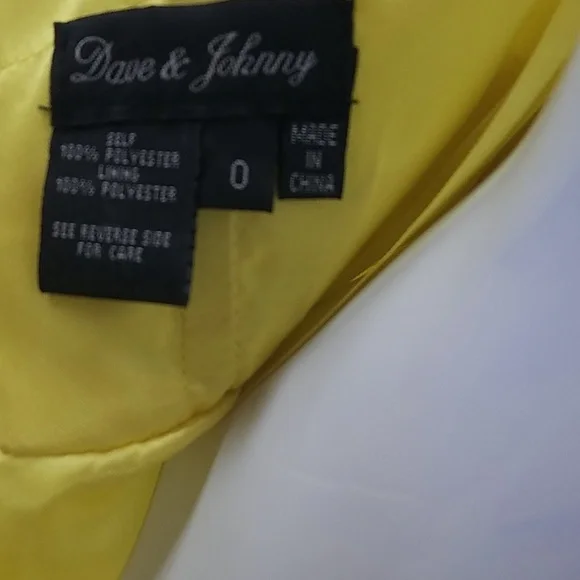 Dave & Johnny
SELF
100% POLYESTER
LINING
100% POLYESTER
SEE REVERSE SIDE
FOR CARE
0
MADE
IN
CHINA